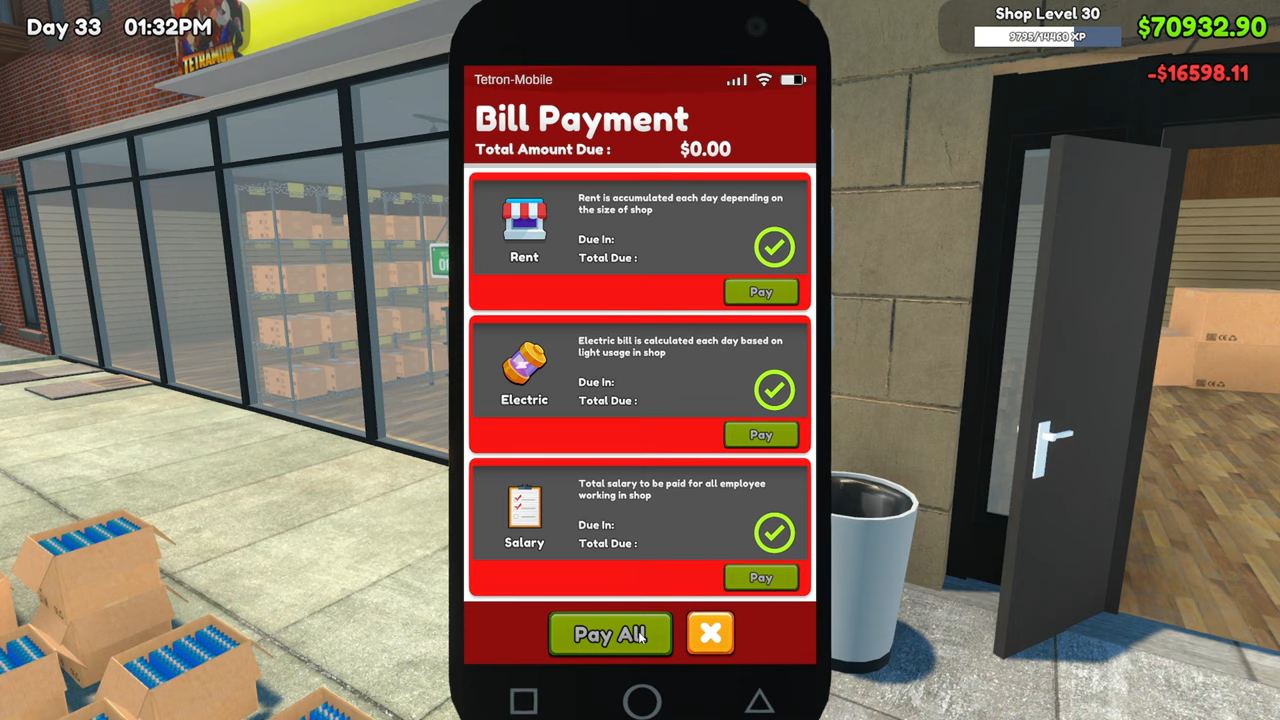 Day 33 01:32PM
Shop Level 30
9795/14460 XP
$70932.90
-$16598.11
TETRAMON
Tetron-Mobile
Bill Payment
Total Amount Due : $0.00
Rent is accumulated each day depending on
the size of shop
Due In:
Total Due :
Rent
Pay
Electric bill is calculated each day based on
light usage in shop
Due In:
Total Due :
Electric
Pay
Total salary to be paid for all employee
working in shop
Due In:
Total Due :
Salary
Pay
Pay All